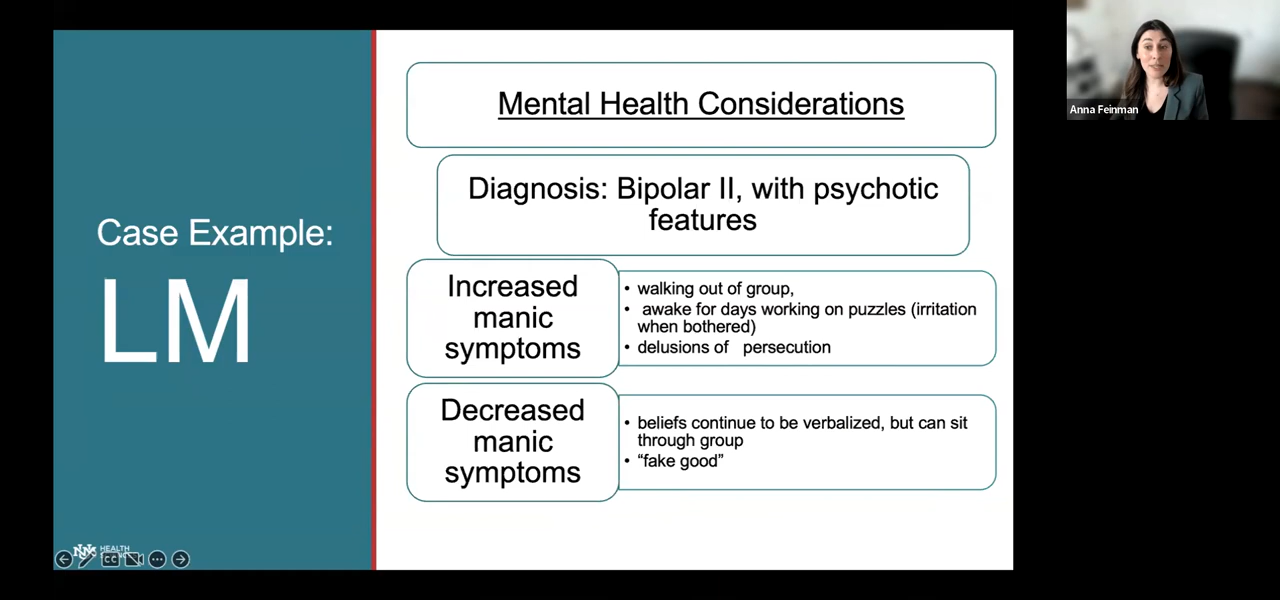 Anna Feinman
Mental Health Considerations
Diagnosis: Bipolar II, with psychotic
features
Case Example:
LM
Increased
manic
symptoms
• walking out of group,
• awake for days working on puzzles (irritation
when bothered)
• delusions of persecution
Decreased
manic
symptoms
• beliefs continue to be verbalized, but can sit
through group
• “fake good”
HEALTH
CC